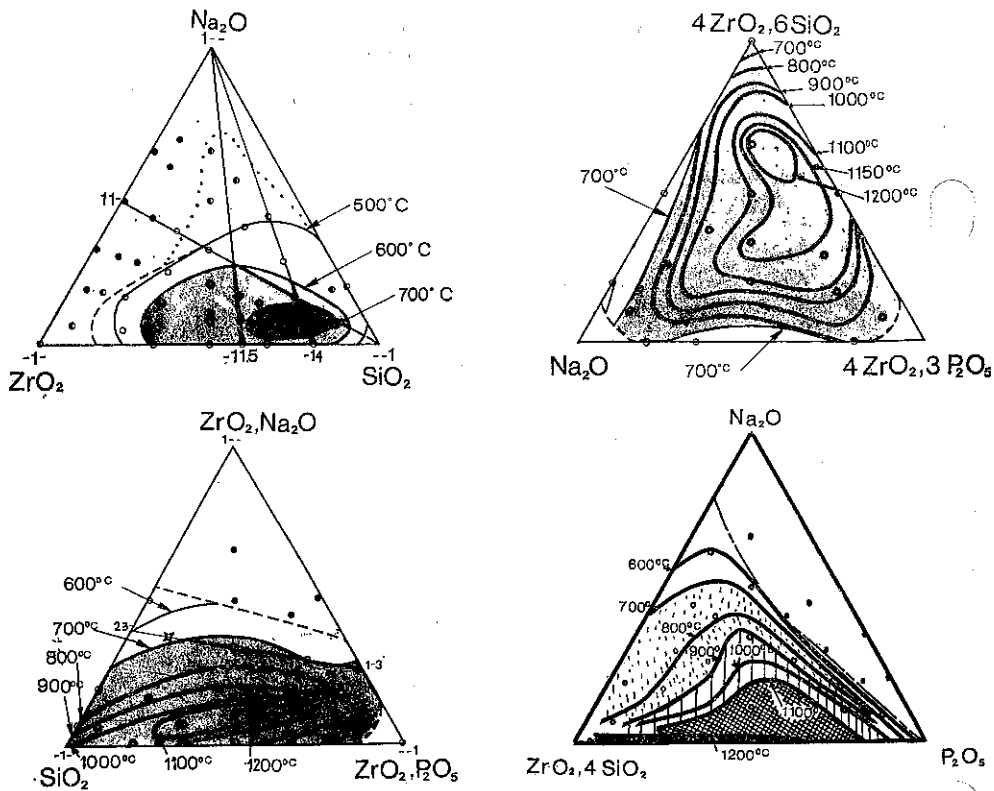 Na₂O
1--
11-
500°C
600°C
700°C
-1-
-11.5
-14
--1
ZrO₂
SiO₂
4 ZrO₂,6 SiO₂
700°C
800°C
900°C
1000°C
1100°C
1150°C
1200°C
700°C
Na₂O
700°C
4 ZrO₂,3 P₂O₅
ZrO₂,Na₂O
1--
600°C
700°C
23-
800°C
900°C
1-3
-1-
--1
SiO₂
1000°C
1100°C
1200°C
ZrO₂,P₂O₅
Na₂O
600°C
700°
800°C
900°C
1000°C
1100°
1200°C
ZrO₂,4 SiO₂
P₂O₅